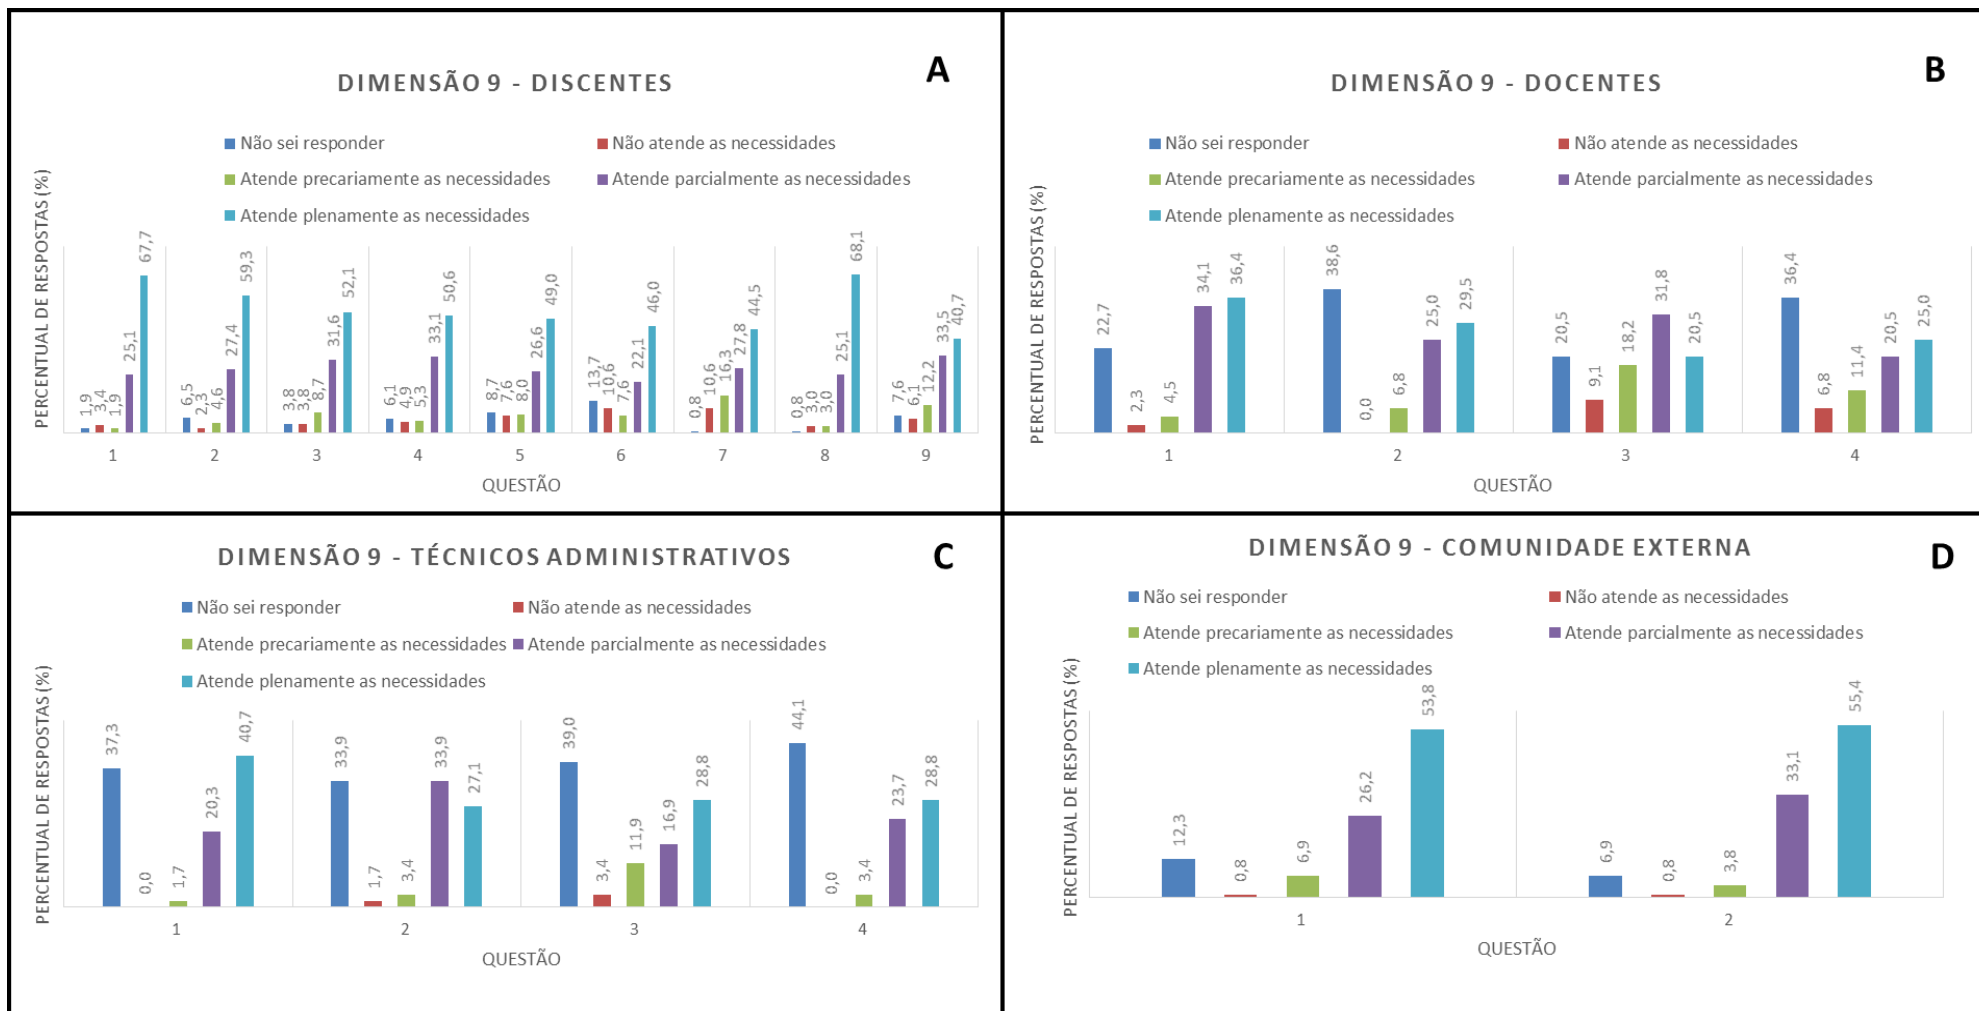 A
DIMENSÃO 9 - DISCENTES
Não sei responder
Não atende as necessidades
Atende precariamente as necessidades
Atende parcialmente as necessidades
Atende plenamente as necessidades
PERCENTUAL DE RESPOSTAS (%)
1,9 3,4 1,9 25,1 67,7
6,5 2,3 4,6 27,4 59,3
3,8 3,8 8,7 31,6 52,1
6,1 4,9 5,3 33,1 50,6
8,7 7,6 8,0 26,6 49,0
13,7 10,6 7,6 22,1 46,0
0,8 10,6 16,3 27,8 44,5
0,8 3,0 3,0 25,1 68,1
7,6 6,1 12,2 33,5 40,7
1 2 3 4 5 6 7 8 9
QUESTÃO
B
DIMENSÃO 9 - DOCENTES
Não sei responder
Não atende as necessidades
Atende precariamente as necessidades
Atende parcialmente as necessidades
Atende plenamente as necessidades
PERCENTUAL DE RESPOSTAS (%)
22,7 2,3 4,5 34,1 36,4
38,6 0,0 6,8 25,0 29,5
20,5 9,1 18,2 31,8 20,5
36,4 6,8 11,4 20,5 25,0
1 2 3 4
QUESTÃO
C
DIMENSÃO 9 - TÉCNICOS ADMINISTRATIVOS
Não sei responder
Não atende as necessidades
Atende precariamente as necessidades
Atende parcialmente as necessidades
Atende plenamente as necessidades
PERCENTUAL DE RESPOSTAS (%)
37,3 0,0 1,7 20,3 40,7
33,9 1,7 3,4 33,9 27,1
39,0 3,4 11,9 16,9 28,8
44,1 0,0 3,4 23,7 28,8
1 2 3 4
QUESTÃO
D
DIMENSÃO 9 - COMUNIDADE EXTERNA
Não sei responder
Não atende as necessidades
Atende precariamente as necessidades
Atende parcialmente as necessidades
Atende plenamente as necessidades
PERCENTUAL DE RESPOSTAS (%)
12,3 0,8 6,9 26,2 53,8
6,9 0,8 3,8 33,1 55,4
1 2
QUESTÃO